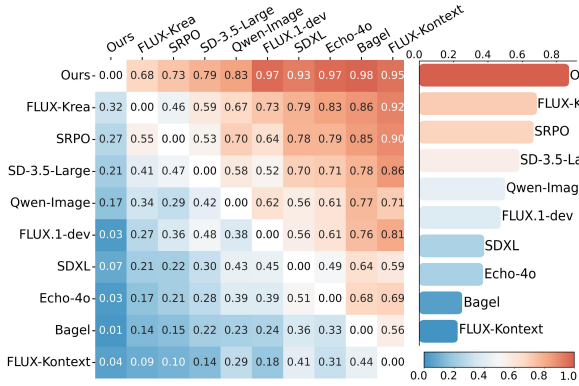 Ours FLUX-Krea SRPO SD-3.5-Large Qwen-Image FLUX.1-dev SDXL Echo-4o Bagel FLUX-Kontext
Ours 0.00 0.68 0.73 0.79 0.83 0.97 0.93 0.97 0.98 0.95
FLUX-Krea 0.32 0.00 0.46 0.59 0.67 0.73 0.79 0.83 0.86 0.92
SRPO 0.27 0.55 0.00 0.53 0.70 0.64 0.78 0.79 0.85 0.90
SD-3.5-Large 0.21 0.41 0.47 0.00 0.58 0.52 0.70 0.71 0.78 0.86
Qwen-Image 0.17 0.34 0.29 0.42 0.00 0.62 0.56 0.61 0.77 0.71
FLUX.1-dev 0.03 0.27 0.36 0.48 0.38 0.00 0.56 0.61 0.76 0.81
SDXL 0.07 0.21 0.22 0.30 0.43 0.45 0.00 0.49 0.64 0.59
Echo-4o 0.03 0.17 0.21 0.28 0.39 0.39 0.51 0.00 0.68 0.69
Bagel 0.01 0.14 0.15 0.22 0.23 0.24 0.36 0.33 0.00 0.56
FLUX-Kontext 0.04 0.09 0.10 0.14 0.29 0.18 0.41 0.31 0.44 0.00
0.0 0.2 0.4 0.6 0.8
O
FLUX-K
SRPO
SD-3.5-La
Qwen-Imag
FLUX.1-dev
SDXL
Echo-4o
Bagel
FLUX-Kontext
0.0 0.2 0.4 0.6 0.8 1.0